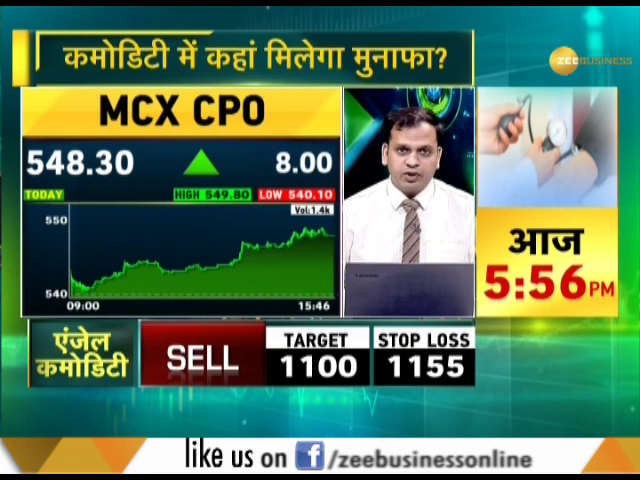 कमोडिटी में कहां मिलेगा मुनाफा?
ZEEBUSINESS
MCX CPO
548.30 8.00
TODAY HIGH 549.80 LOW 540.10
Vol:1.4k
550
540
09:00 15:46
आज
5:56 PM
एंजेल
कमोडिटी
SELL
TARGET
1100
STOP LOSS
1155
like us on f/zeebusinessonline